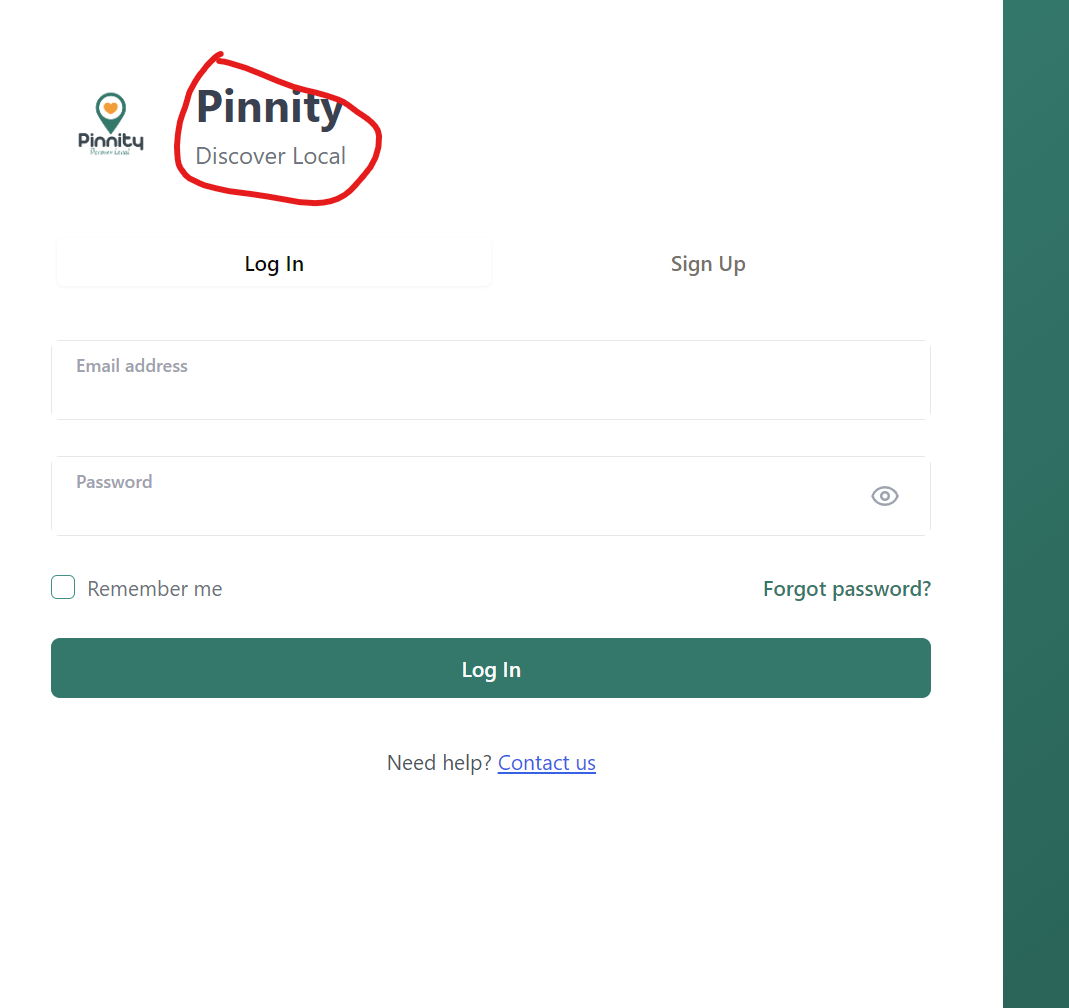 Pinnity
Discover Local
Pinnity
Discover Local
Log In
Sign Up
Email address
Password
Remember me
Forgot password?
Log In
Need help? Contact us